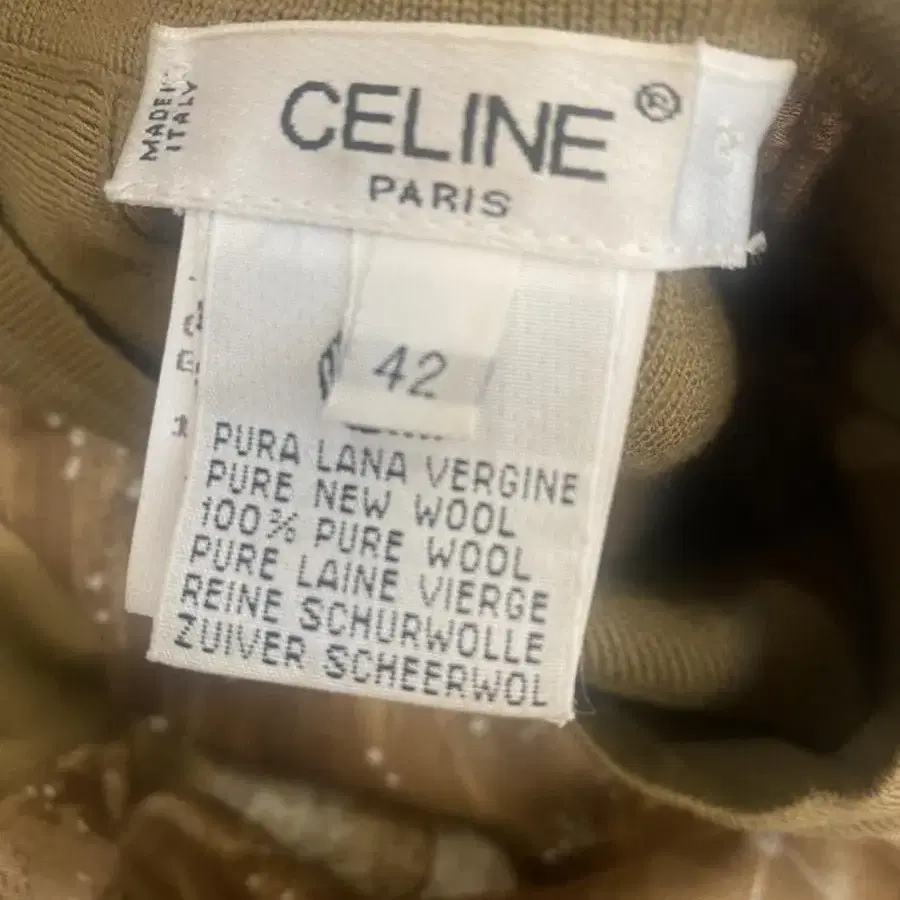 MADE IN
ITALY
CELINE ®
PARIS
42
PURA LANA VERGINE
PURE NEW WOOL
100% PURE WOOL
PURE LAINE VIERGE
REINE SCHURWOLLE
ZUIVER SCHEERWOL